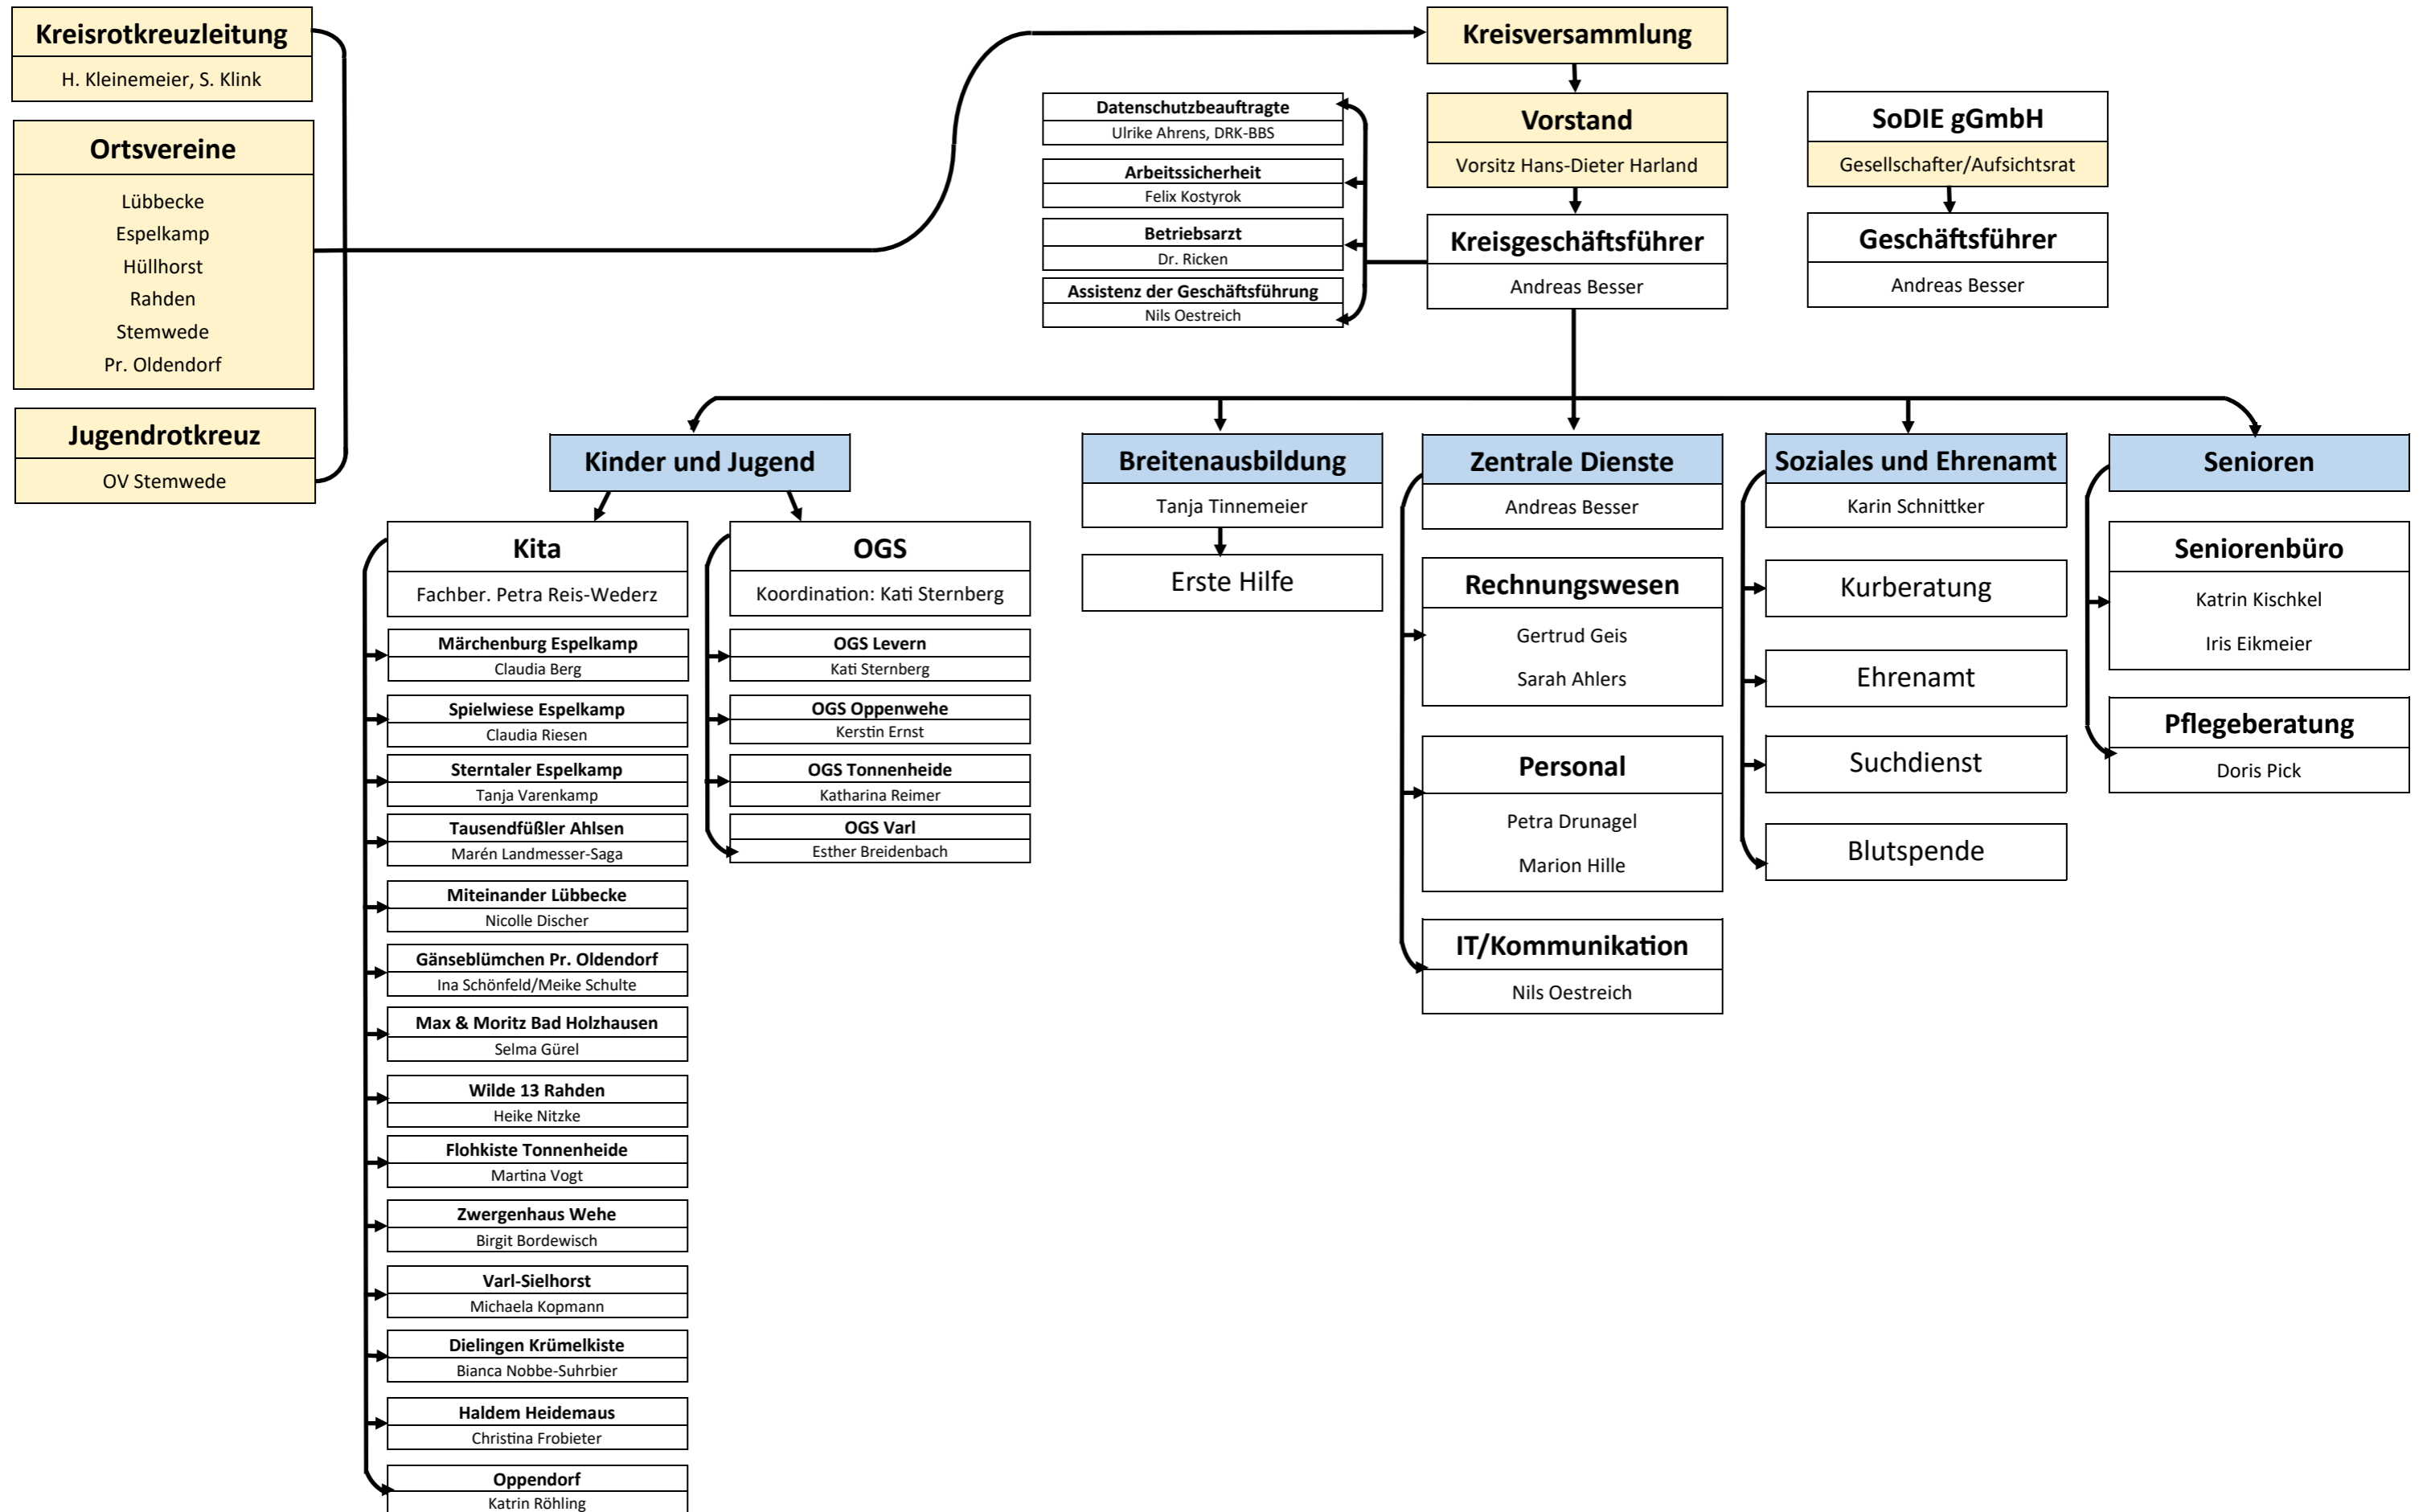 Kreisrotkreuzleitung
H. Kleinemeier, S. Klink
Ortsvereine
Lübbecke
Espelkamp
Hüllhorst
Rahden
Stemwede
Pr. Oldendorf
Jugendrotkreuz
OV Stemwede
Kreisversammlung
Vorstand
Vorsitz Hans-Dieter Harland
Kreisgeschäftsführer
Andreas Besser
Datenschutzbeauftragte
Ulrike Ahrens, DRK-BBS
Arbeitssicherheit
Felix Kostyrok
Betriebsarzt
Dr. Ricken
Assistenz der Geschäftsführung
Nils Oestreich
SoDIE gGmbH
Gesellschafter/Aufsichtsrat
Geschäftsführer
Andreas Besser
Kinder und Jugend
Kita
Fachber. Petra Reis-Wederz
Märchenburg Espelkamp
Claudia Berg
Spielwiese Espelkamp
Claudia Riesen
Sterntaler Espelkamp
Tanja Varenkamp
Tausendfüßler Ahlsen
Marén Landmesser-Saga
Miteinander Lübbecke
Nicolle Discher
Gänseblümchen Pr. Oldendorf
Ina Schönfeld/Meike Schulte
Max & Moritz Bad Holzhausen
Selma Gürel
Wilde 13 Rahden
Heike Nitzke
Flohkiste Tonnenheide
Martina Vogt
Zwergenhaus Wehe
Birgit Bordewisch
Varl-Sielhorst
Michaela Kopmann
Dielingen Krümelkiste
Bianca Nobbe-Suhrbier
Haldem Heidemaus
Christina Frobieter
Oppendorf
Katrin Röhling
OGS
Koordination: Kati Sternberg
OGS Levern
Kati Sternberg
OGS Oppenwehe
Kerstin Ernst
OGS Tonnenheide
Katharina Reimer
OGS Varl
Esther Breidenbach
Breitenausbildung
Tanja Tinnemeier
Erste Hilfe
Zentrale Dienste
Andreas Besser
Rechnungswesen
Gertrud Geis
Sarah Ahlers
Personal
Petra Drunagel
Marion Hille
IT/Kommunikation
Nils Oestreich
Soziales und Ehrenamt
Karin Schnittker
Kurberatung
Ehrenamt
Suchdienst
Blutspende
Senioren
Seniorenbüro
Katrin Kischkel
Iris Eikmeier
Pflegeberatung
Doris Pick